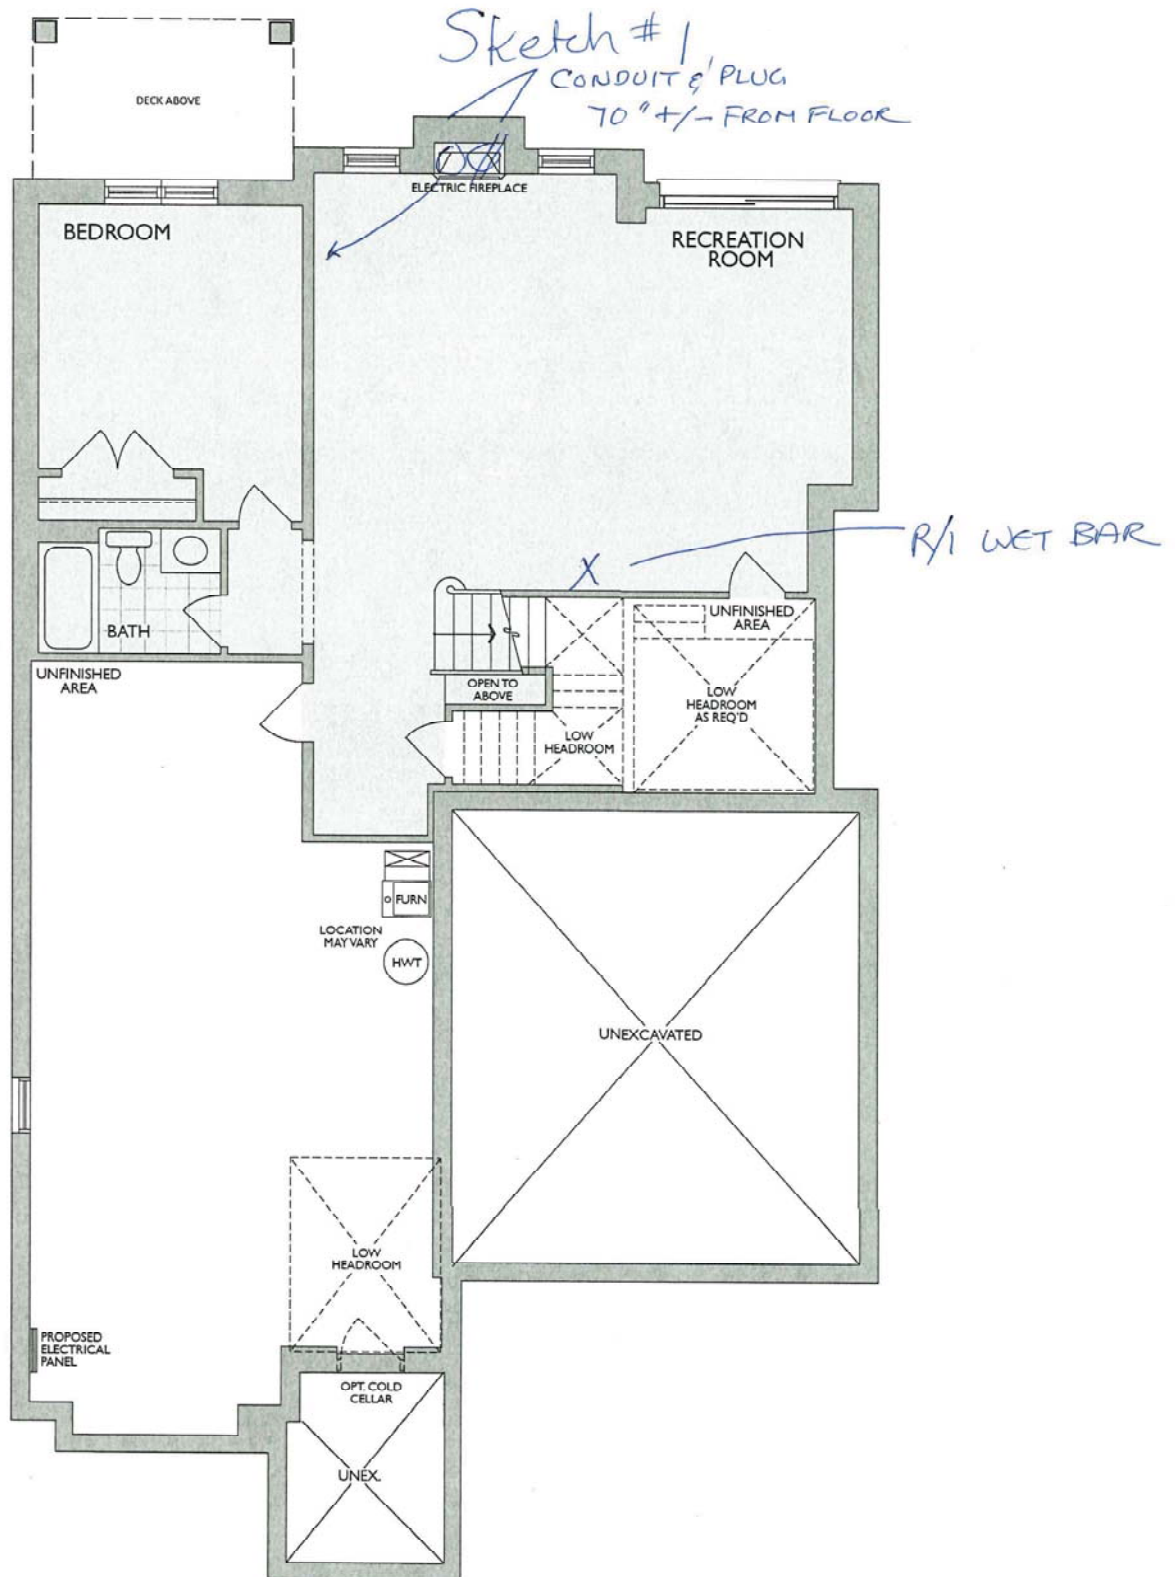 Sketch #1
CONDUIT & PLUG
70" +/- FROM FLOOR
DECK ABOVE
ELECTRIC FIREPLACE
BEDROOM
RECREATION
ROOM
R/I WET BAR
X
BATH
UNFINISHED
AREA
UNFINISHED
AREA
OPEN TO
ABOVE
LOW
HEADROOM
AS REQ'D
LOW
HEADROOM
FURN
LOCATION
MAY VARY
HWT
UNEXCAVATED
LOW
HEADROOM
PROPOSED
ELECTRICAL
PANEL
OPT. COLD
CELLAR
UNEX.